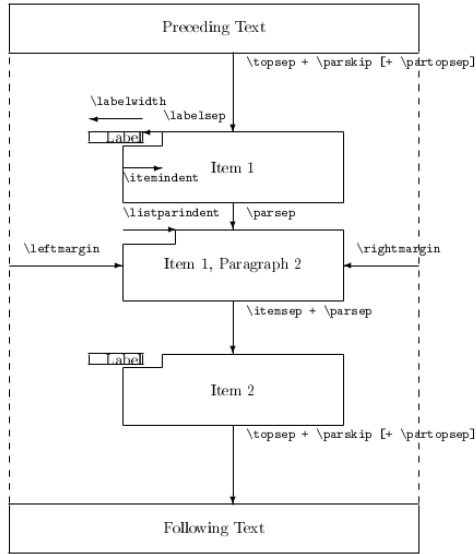 Preceding Text
\topsep + \parskip [+ \partopsep]
\labelwidth
\labelsep
Label
Item 1
\itemindent
\listparindent
\parsep
\leftmargin
Item 1, Paragraph 2
\rightmargin
\itemsep + \parsep
Label
Item 2
\topsep + \parskip [+ \partopsep]
Following Text